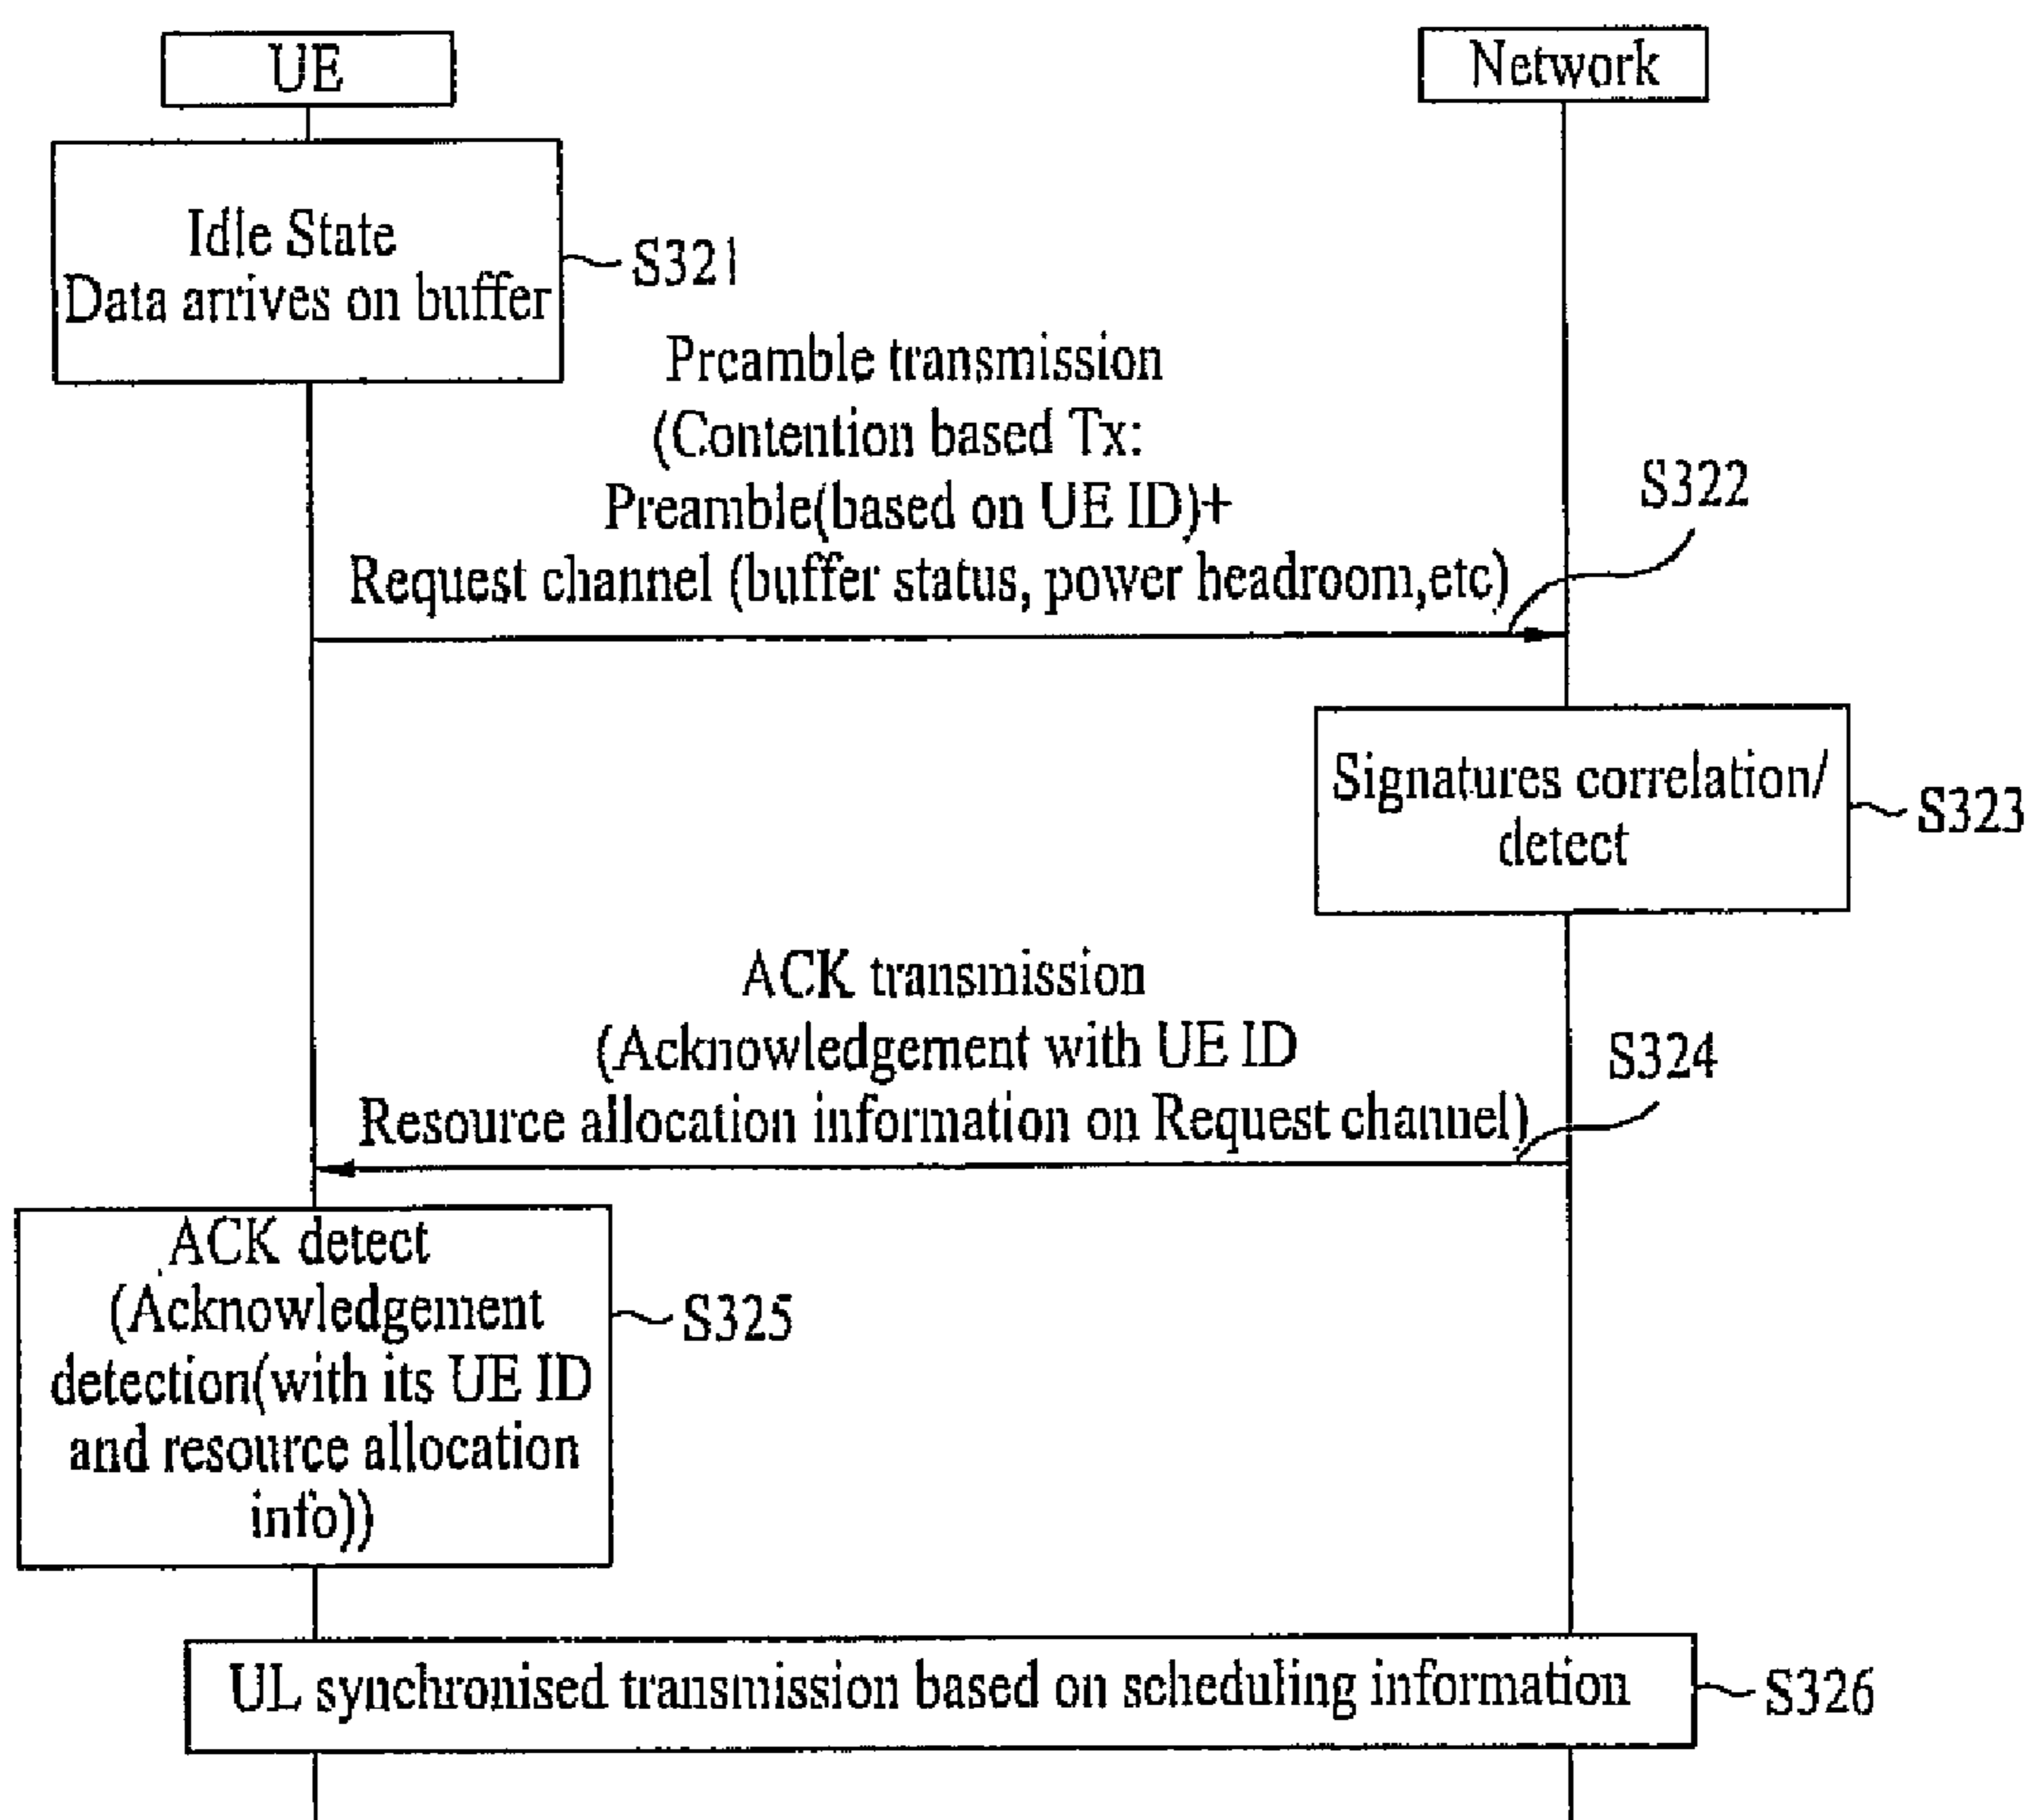 UE
Network
Idle State
Data arrives on buffer
S321
Preamble transmission
(Contention based Tx:
Preamble(based on UE ID)+
Request channel (buffer status, power headroom,etc)
S322
Signatures correlation/
detect
S323
ACK transmission
(Acknowledgement with UE ID
Resource allocation information on Request channel)
S324
ACK detect
(Acknowledgement
detection(with its UE ID
and resource allocation
info))
S325
UL synchronised transmission based on scheduling information
S326